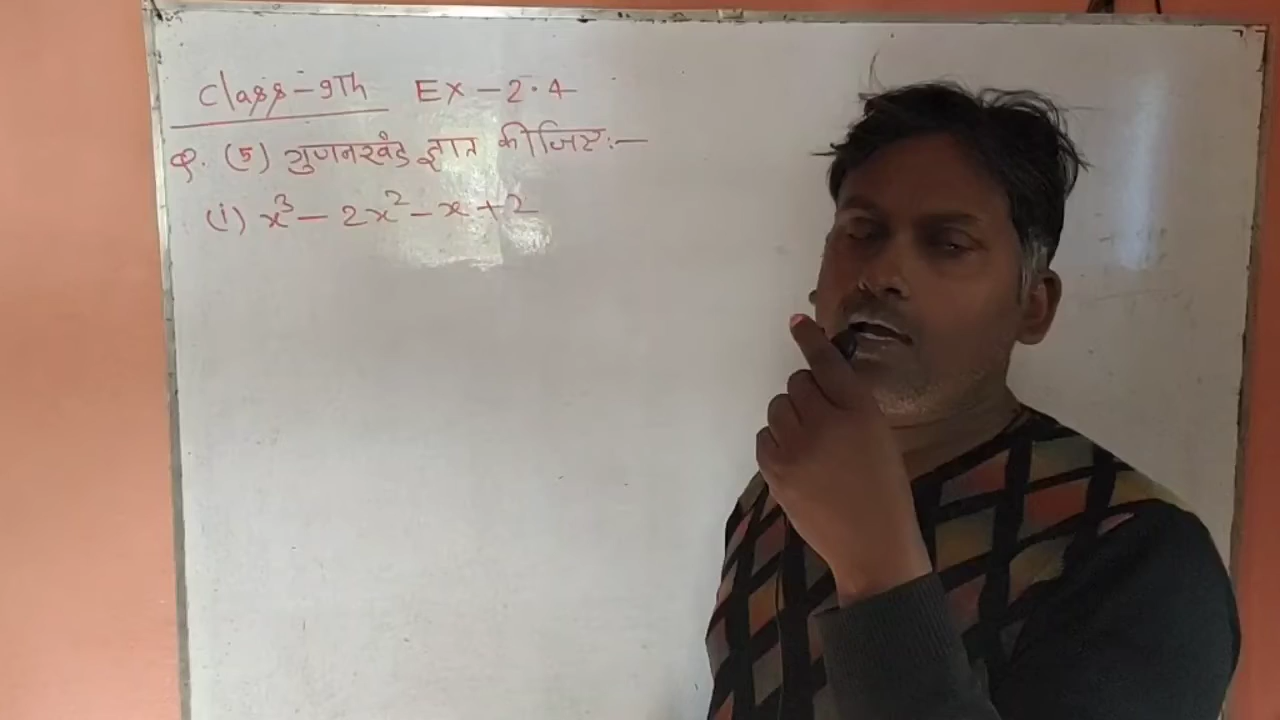 Class-9Th Ex-2.4
Q. (5) गुणनखंड ज्ञात कीजिए:-
(i) x³-2x²-x+2